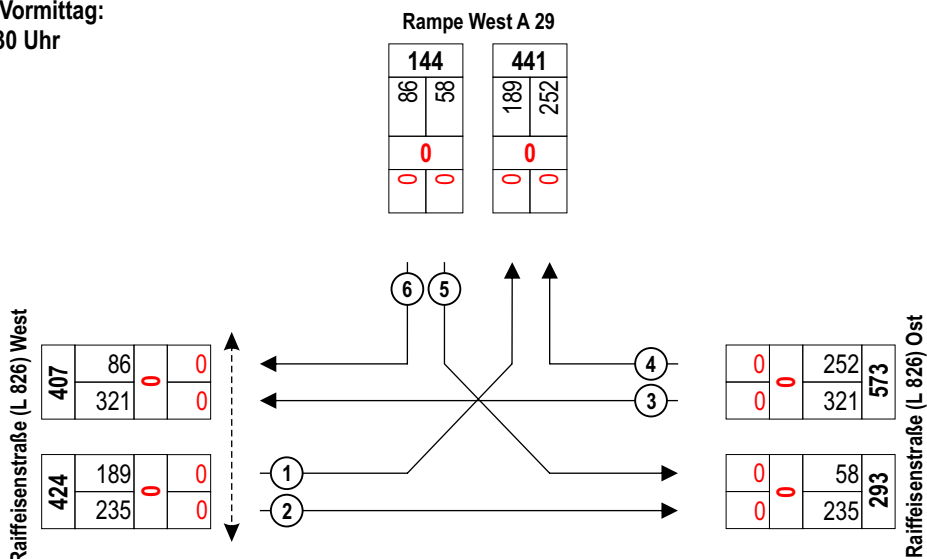 Vormittag:
30 Uhr
Rampe West A 29
144 441
86 58 189 252
0 0
0 0 0 0
6 5
Raiffeisenstraße (L 826) West
407 86 0 0
321 0
424 189 0 0
235 0
4
3
1
2
0 0 252 573
0 321
0 0 58 293
0 235
Raiffeisenstraße (L 826) Ost